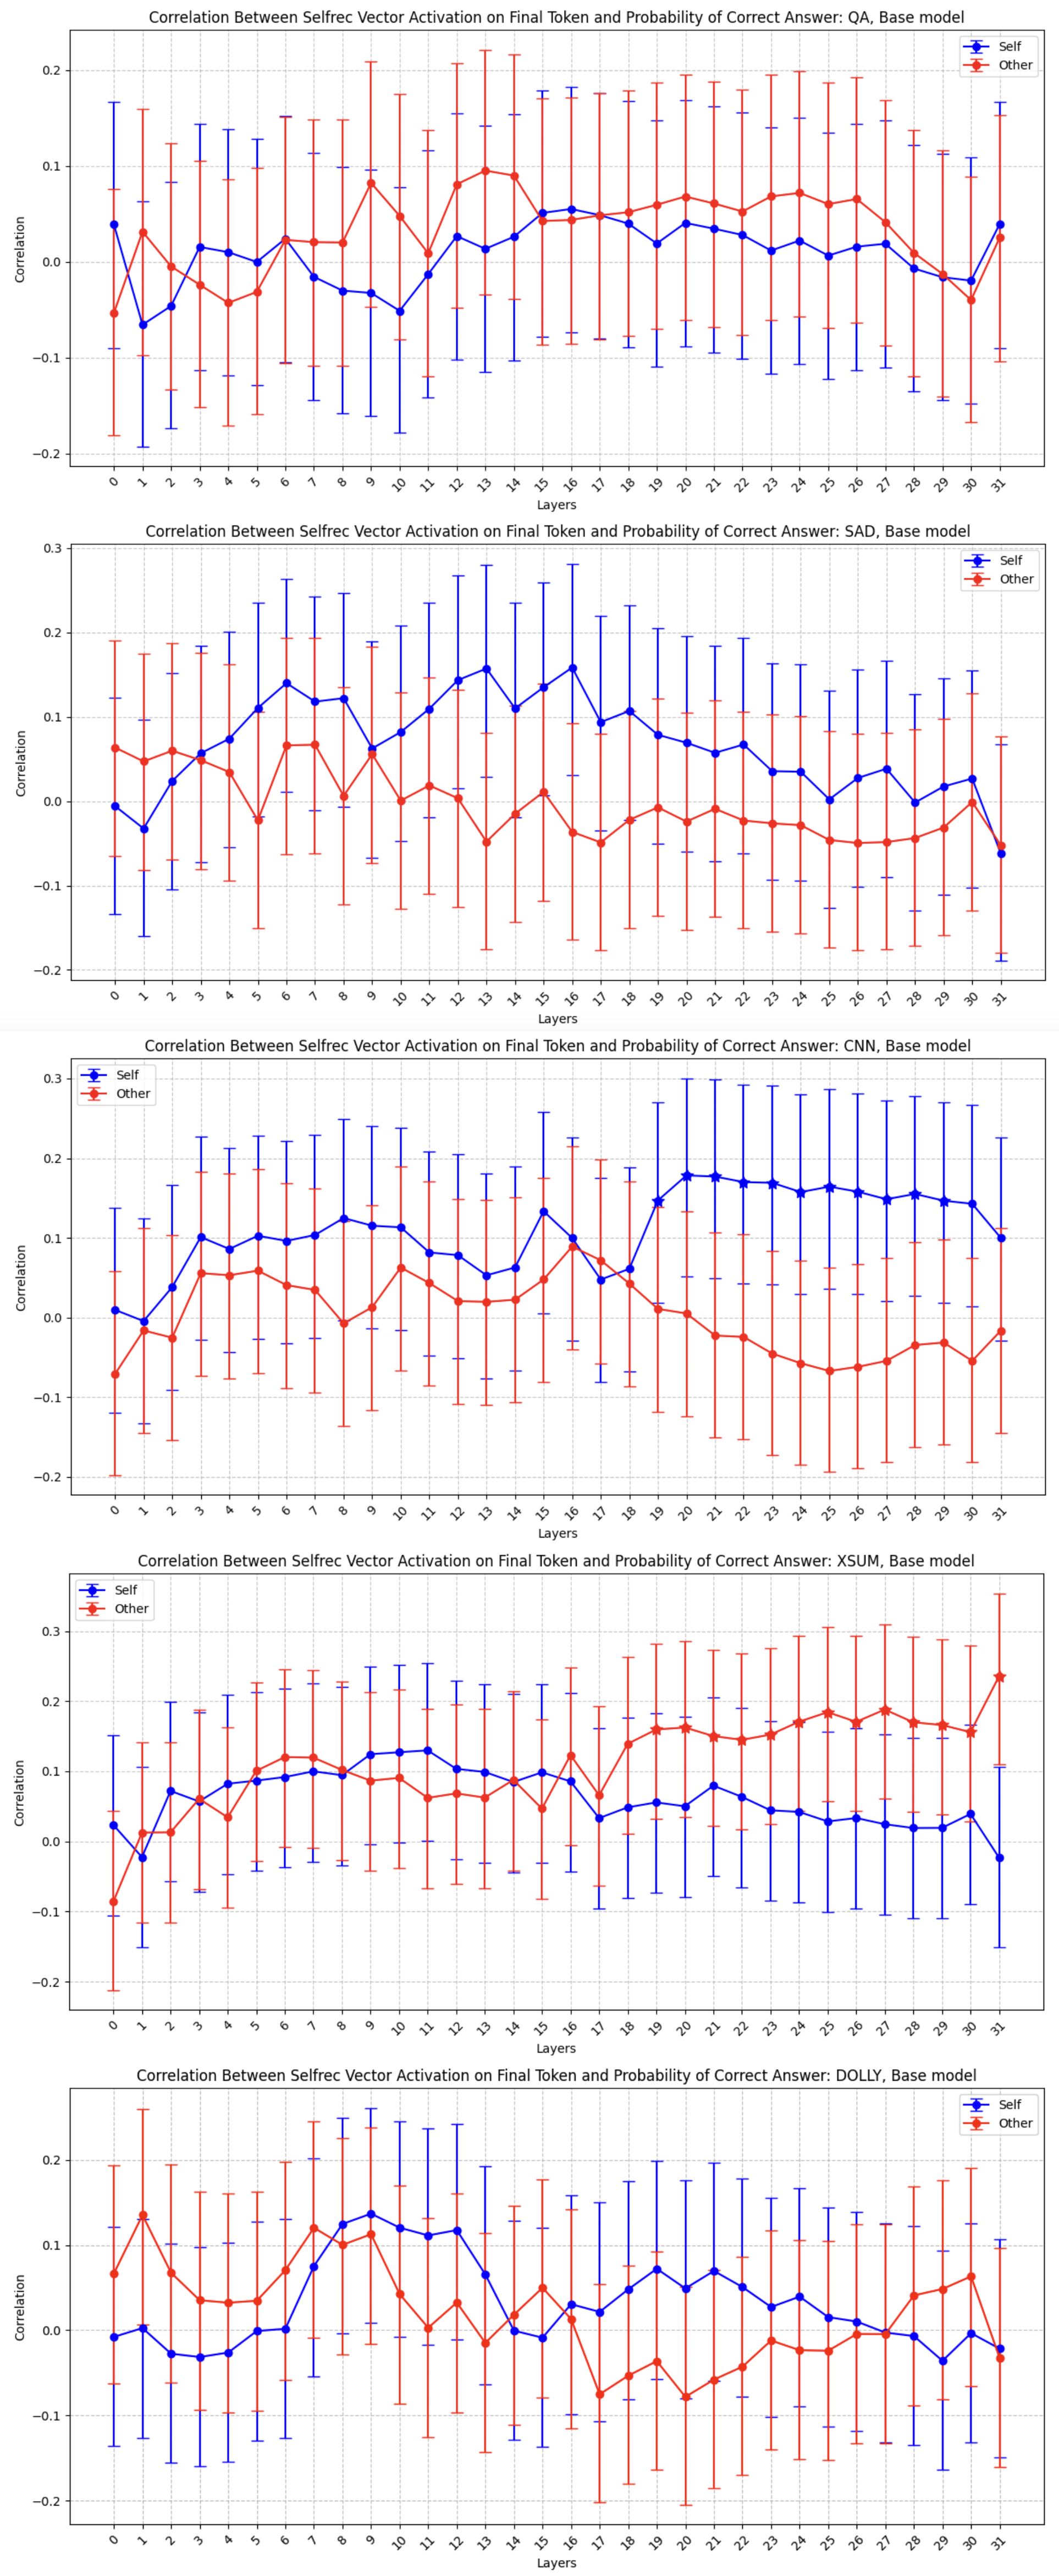 Correlation Between Selfrec Vector Activation on Final Token and Probability of Correct Answer: QA, Base model
Self
Other
0.2
0.1
0.0
−0.1
−0.2
Correlation
0 1 2 3 4 5 6 7 8 9 10 11 12 13 14 15 16 17 18 19 20 21 22 23 24 25 26 27 28 29 30 31
Layers
Correlation Between Selfrec Vector Activation on Final Token and Probability of Correct Answer: SAD, Base model
Self
Other
0.3
0.2
0.1
0.0
−0.1
−0.2
Correlation
0 1 2 3 4 5 6 7 8 9 10 11 12 13 14 15 16 17 18 19 20 21 22 23 24 25 26 27 28 29 30 31
Layers
Correlation Between Selfrec Vector Activation on Final Token and Probability of Correct Answer: CNN, Base model
Self
Other
0.3
0.2
0.1
0.0
−0.1
−0.2
Correlation
0 1 2 3 4 5 6 7 8 9 10 11 12 13 14 15 16 17 18 19 20 21 22 23 24 25 26 27 28 29 30 31
Layers
Correlation Between Selfrec Vector Activation on Final Token and Probability of Correct Answer: XSUM, Base model
Self
Other
0.3
0.2
0.1
0.0
−0.1
−0.2
Correlation
0 1 2 3 4 5 6 7 8 9 10 11 12 13 14 15 16 17 18 19 20 21 22 23 24 25 26 27 28 29 30 31
Layers
Correlation Between Selfrec Vector Activation on Final Token and Probability of Correct Answer: DOLLY, Base model
Self
Other
0.2
0.1
0.0
−0.1
−0.2
Correlation
0 1 2 3 4 5 6 7 8 9 10 11 12 13 14 15 16 17 18 19 20 21 22 23 24 25 26 27 28 29 30 31
Layers